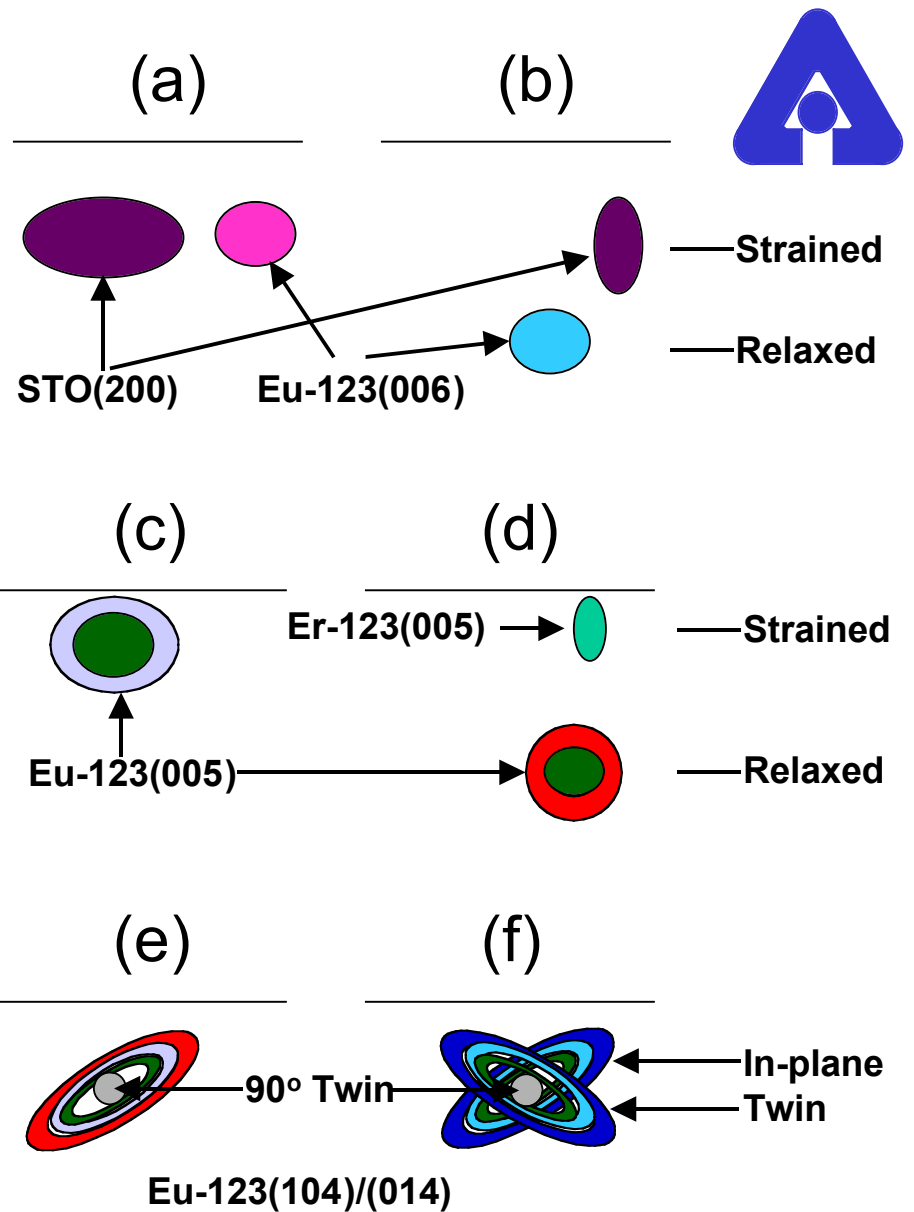 (a) (b)
Strained
Relaxed
STO(200) Eu-123(006)
(c) (d)
Er-123(005) Strained
Eu-123(005) Relaxed
(e) (f)
In-plane
90o Twin
Twin
Eu-123(104)/(014)